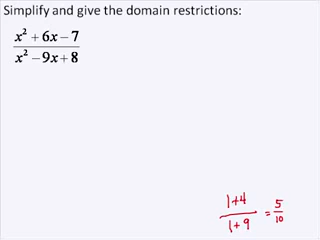 Simplify and give the domain restrictions:
x² + 6x − 7
x² − 9x + 8
1+4
1+9
= 5/10